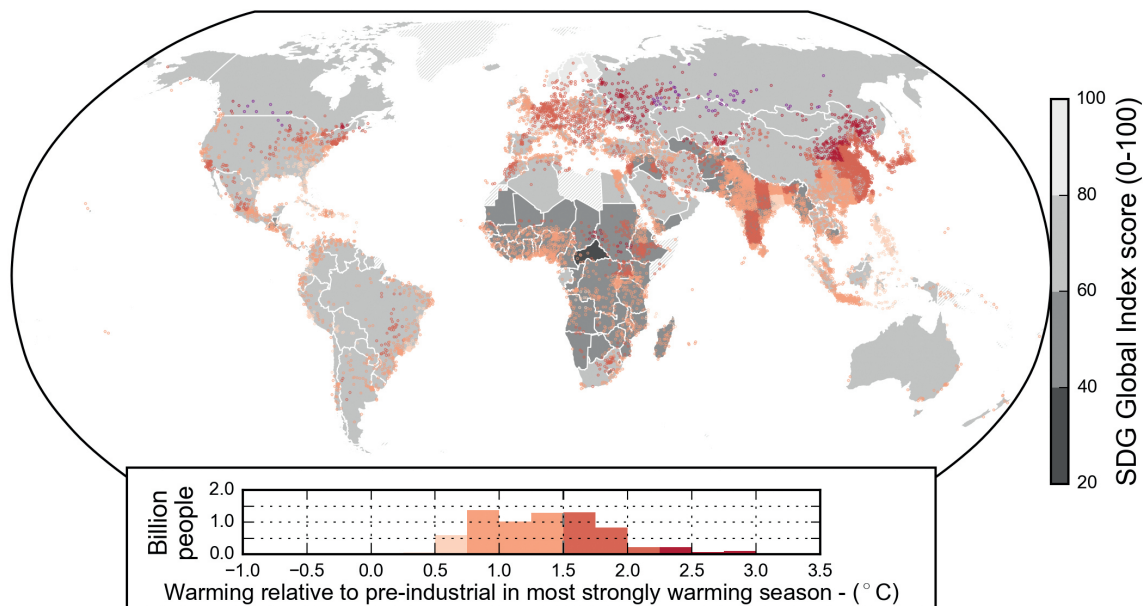 100
80
60
40
20
SDG Global Index score (0-100)
Billion
people
2.0
1.0
0.0
−1.0 −0.5 0.0 0.5 1.0 1.5 2.0 2.5 3.0 3.5
Warming relative to pre-industrial in most strongly warming season - (°C)